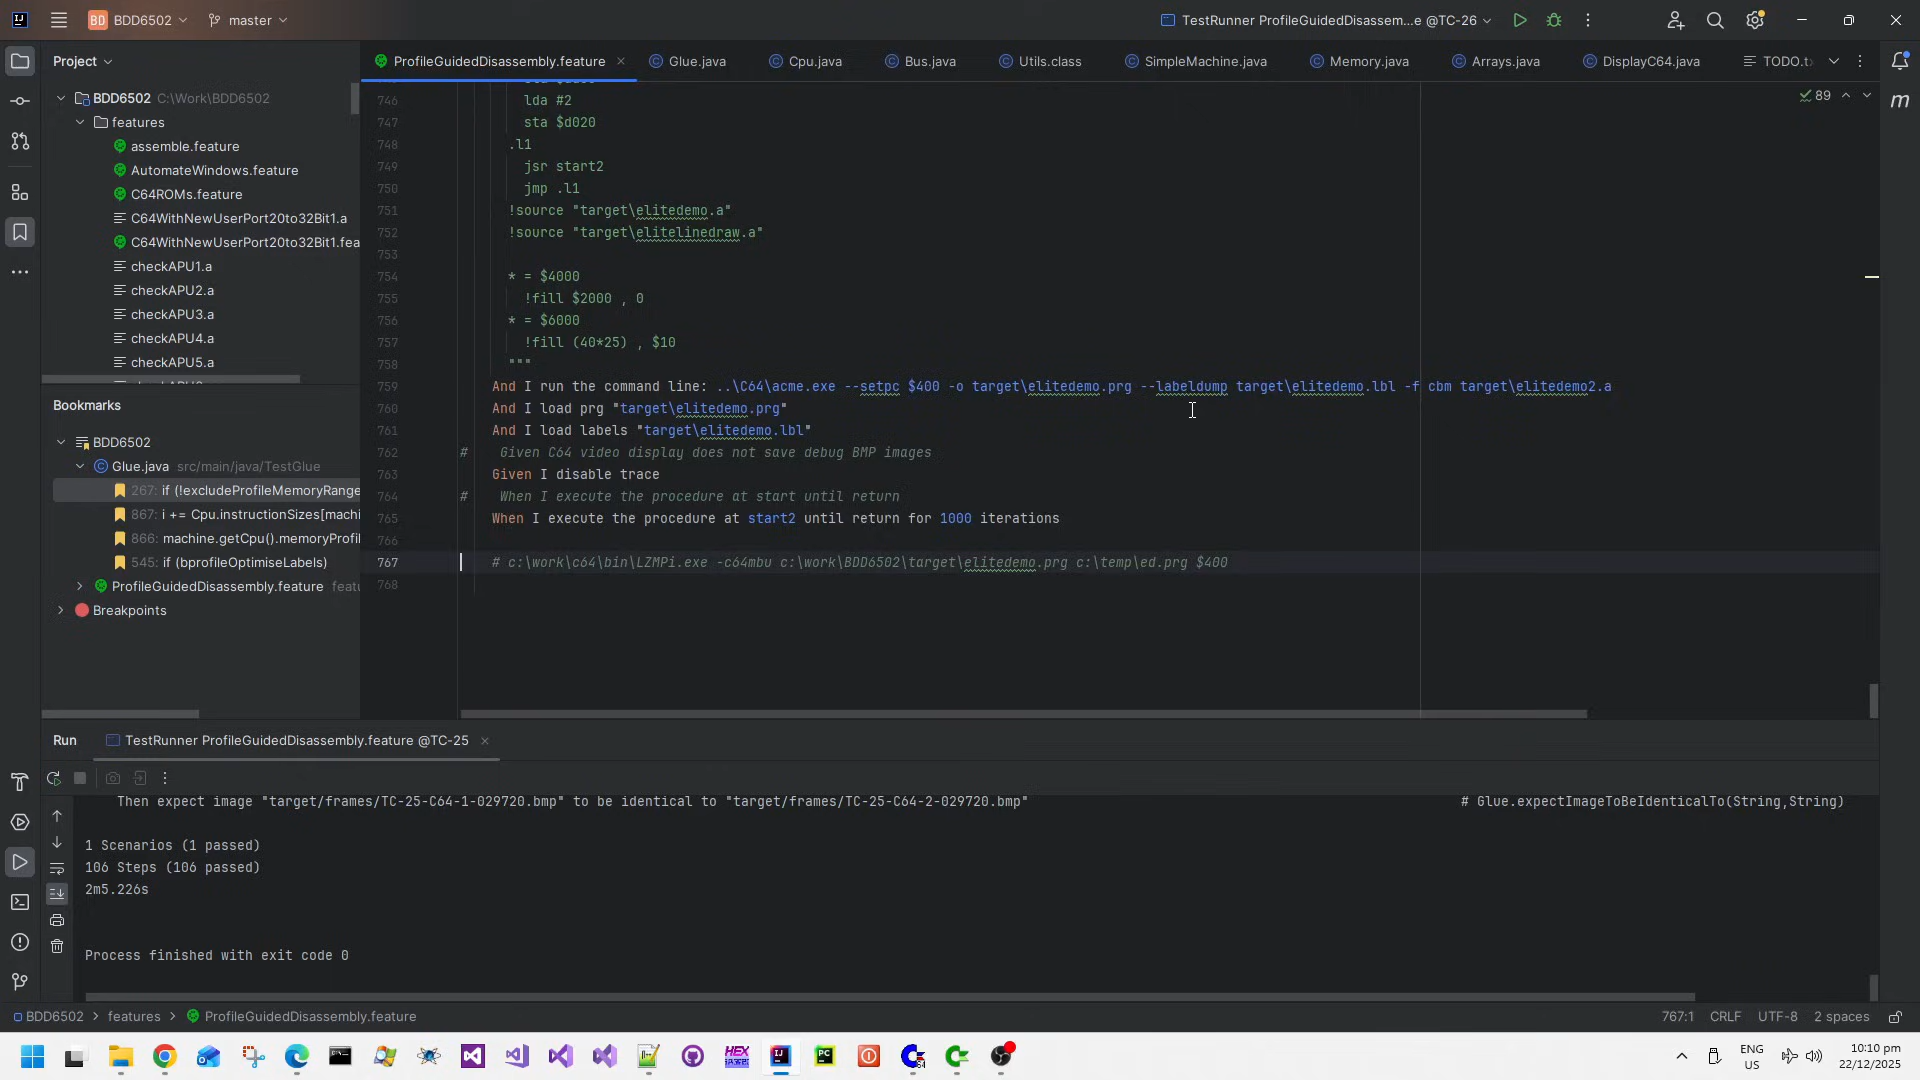 BD BDD6502 master TestRunner ProfileGuidedDisassem...e @TC-26
Project
ProfileGuidedDisassembly.feature Glue.java Cpu.java Bus.java Utils.class SimpleMachine.java Memory.java Arrays.java DisplayC64.java TODO.t
BDD6502 C:\Work\BDD6502
features
assemble.feature
AutomateWindows.feature
C64ROMs.feature
C64WithNewUserPort20to32Bit1.a
C64WithNewUserPort20to32Bit1.fea
checkAPU1.a
checkAPU2.a
checkAPU3.a
checkAPU4.a
checkAPU5.a
Bookmarks
BDD6502
Glue.java src/main/java/TestGlue
267: if (!excludeProfileMemoryRange
867: i += Cpu.instructionSizes[machi
866: machine.getCpu().memoryProfil
545: if (bprofileOptimiseLabels)
ProfileGuidedDisassembly.feature featu
Breakpoints
89
746 lda #2
747 sta $d020
748 .l1
749 jsr start2
750 jmp .l1
751 !source "target\elitedemo.a"
752 !source "target\elitelinedraw.a"
753
754 * = $4000
755 !fill $2000 , 0
756 * = $6000
757 !fill (40*25) , $10
758 """
759 And I run the command line: ..\C64\acme.exe --setpc $400 -o target\elitedemo.prg --labeldump target\elitedemo.lbl -f cbm target\elitedemo2.a
760 And I load prg "target\elitedemo.prg"
761 And I load labels "target\elitedemo.lbl"
762 # Given C64 video display does not save debug BMP images
763 Given I disable trace
764 # When I execute the procedure at start until return
765 When I execute the procedure at start2 until return for 1000 iterations
766
767 # c:\work\c64\bin\LZMPi.exe -c64mbu c:\work\BDD6502\target\elitedemo.prg c:\temp\ed.prg $400
768
Run TestRunner ProfileGuidedDisassembly.feature @TC-25
Then expect image "target/frames/TC-25-C64-1-029720.bmp" to be identical to "target/frames/TC-25-C64-2-029720.bmp" # Glue.expectImageToBeIdenticalTo(String,String)
1 Scenarios (1 passed)
106 Steps (106 passed)
2m5.226s
Process finished with exit code 0
BDD6502 > features > ProfileGuidedDisassembly.feature 767:1 CRLF UTF-8 2 spaces
ENG
US
10:10 pm
22/12/2025